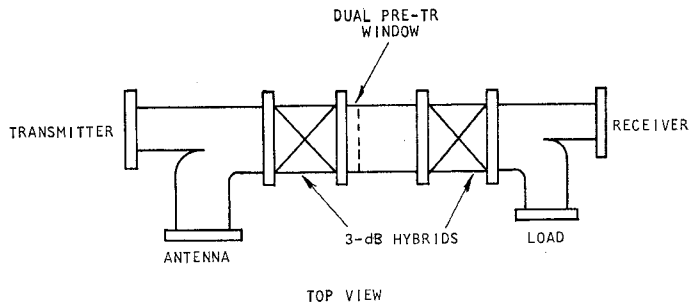 DUAL PRE-TR
WINDOW
TRANSMITTER
RECEIVER
3-dB HYBRIDS
LOAD
ANTENNA
TOP VIEW